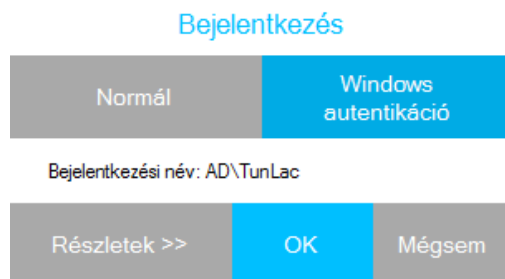 Bejelentkezés
Normál
Windows
autentikáció
Bejelentkezési név: AD\TunLac
Részletek >>
OK
Mégsem